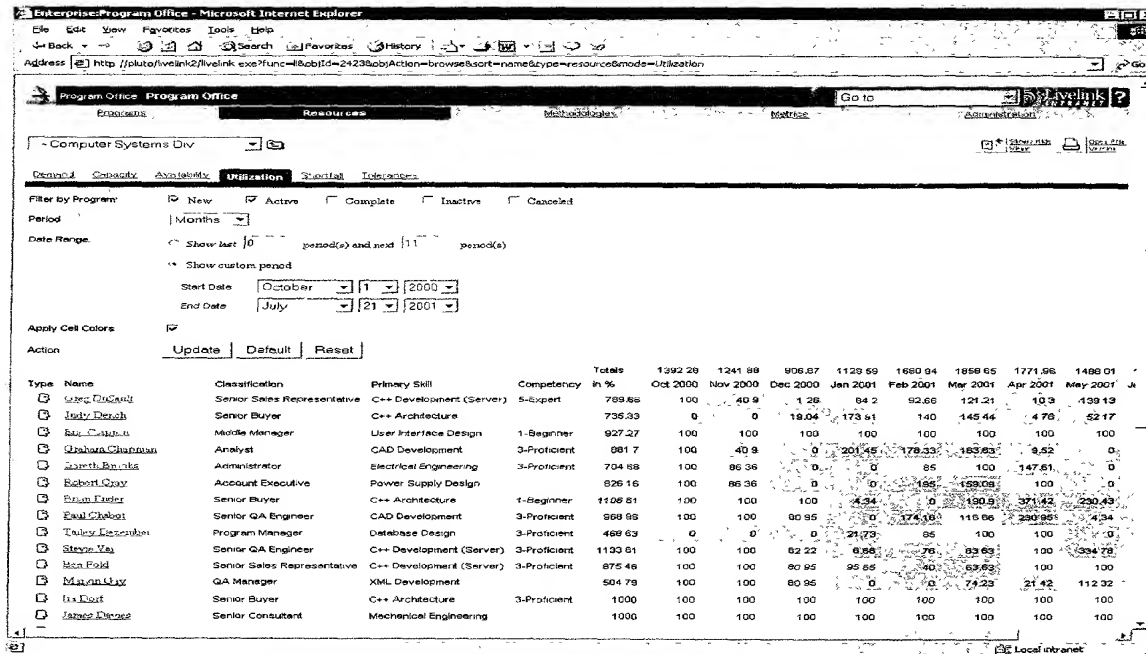 Enterprise:Program Office - Microsoft Internet Explorer
File Edit View Favorites Tools Help
Back Search Favorites History
Address http://pluto/livelink2/livelink exe?func=ll&objId=2423&objAction=browse&sort=name&type=resource&mode=Utilization Go
Program Office Program Office Go to Livelink ?
Programs Resources Methodologies Metrics Administration
- Computer Systems Div
Demand Capacity Availability Utilization Shortfall Tolerances
Filter by Program: New Active Complete Inactive Canceled
Period Months
Date Range. Show last 0 period(s) and next 11 period(s)
Show custom period
Start Date October 1 2000
End Date July 21 2001
Apply Cell Colors
Action Update Default Reset
Totals 1392 28 1241 88 906.87 1129 59 1660 94 1859 65 1771.96 1488 01
Type Name Classification Primary Skill Competency in % Oct 2000 Nov 2000 Dec 2000 Jan 2001 Feb 2001 Mar 2001 Apr 2001 May 2001
Senior Sales Representative C++ Development (Server) 5-Expert 789.66 100 40 9 1 28 84 2 92.66 121.21 10.3 139 13
Judy Dench Senior Buyer C++ Architecture 735.33 0 0 19.04 173 81 140 145 44 4 76 52 17
Middle Manager User Interface Design 1-Beginner 927.27 100 100 100 100 100 100 100 100
Graham Chapman Analyst CAD Development 3-Proficient 881 7 100 40 9 0 201.45 178.33 183.63 9.52 0
Gareth Brooks Administrator Electrical Engineering 3-Proficient 704 68 100 86 36 0 0 85 100 147.61 0
Robert Gray Account Executive Power Supply Design 826 16 100 86 36 0 0 185 159.09 100 0
Brian Ender Senior Buyer C++ Architecture 1-Beginner 1106 81 100 100 100 4.34 0 190.9 371.42 230.43
Paul Chabot Senior QA Engineer CAD Development 3-Proficient 968 98 100 100 80 95 0 174.16 230 95 4.34
Program Manager Database Design 3-Proficient 468 63 0 0 0 21.73 85 100 100 0
Steve Vai Senior QA Engineer C++ Development (Server) 3-Proficient 1133 61 100 100 82 22 76 83 63 100 334 78
Ben Fold Senior Sales Representative C++ Development (Server) 3-Proficient 875 46 100 100 80 95 95 65 40 63.63 100 100
QA Manager XML Development 504 79 100 100 80 95 0 0 74.23 21 42 112 32
Senior Buyer C++ Architecture 3-Proficient 1000 100 100 100 100 100 100 100 100
James Senior Consultant Mechanical Engineering 1000 100 100 100 100 100 100 100 100
Local intranet